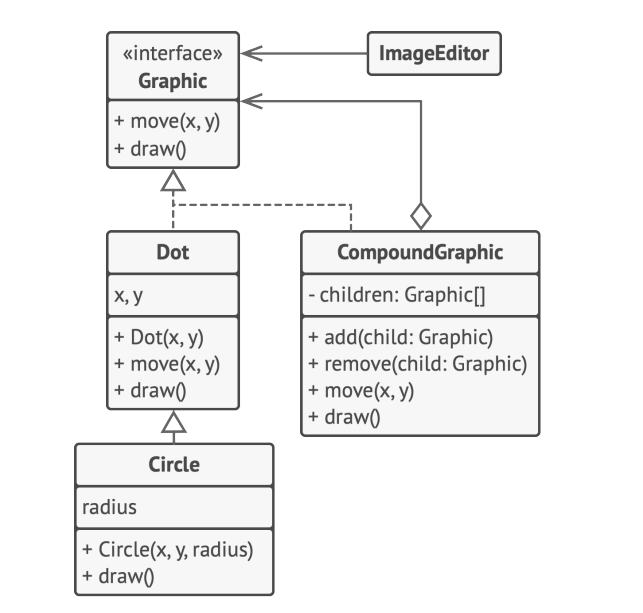 «interface»
Graphic
+ move(x, y)
+ draw()
ImageEditor
Dot
x, y
+ Dot(x, y)
+ move(x, y)
+ draw()
CompoundGraphic
- children: Graphic[]
+ add(child: Graphic)
+ remove(child: Graphic)
+ move(x, y)
+ draw()
Circle
radius
+ Circle(x, y, radius)
+ draw()